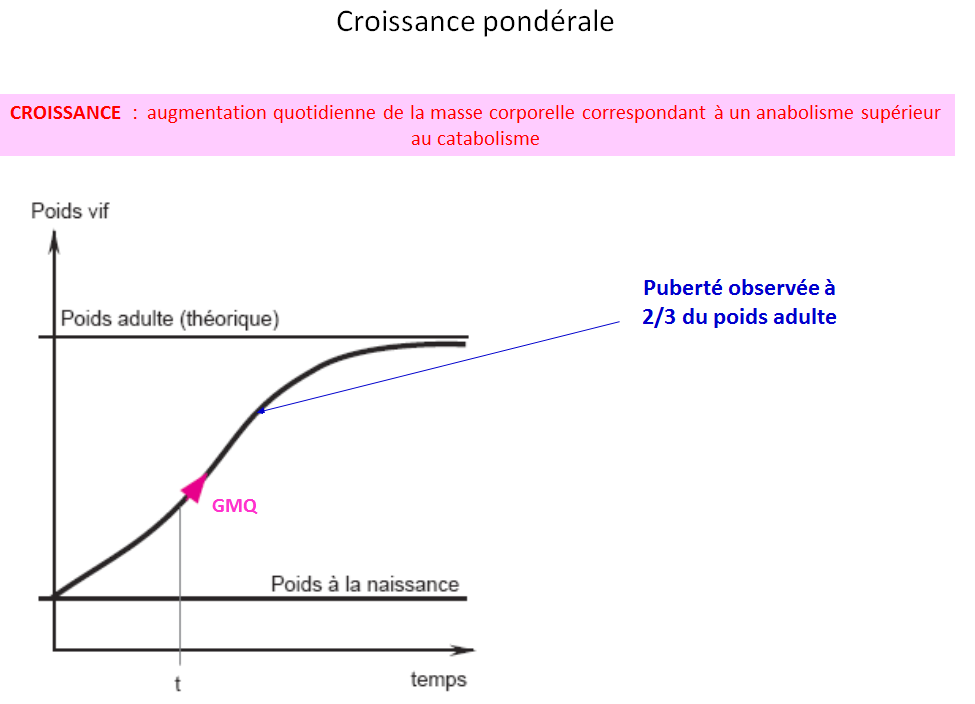 Croissance pondérale
CROISSANCE : augmentation quotidienne de la masse corporelle correspondant à un anabolisme supérieur
au catabolisme
Poids vif
Puberté observée à
2/3 du poids adulte
Poids adulte (théorique)
GMQ
Poids à la naissance
temps
t